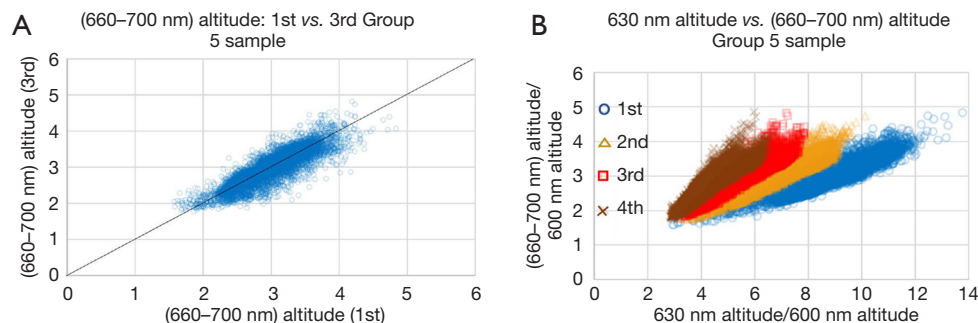 A
(660–700 nm) altitude: 1st vs. 3rd Group
5 sample
(660–700 nm) altitude (3rd)
6
5
4
3
2
1
0
0 1 2 3 4 5 6
(660–700 nm) altitude (1st)
B
630 nm altitude vs. (660–700 nm) altitude
Group 5 sample
(660–700 nm) altitude/
600 nm altitude
6
5
4
3
2
1
0
1st
2nd
3rd
4th
0 2 4 6 8 10 12 14
630 nm altitude/600 nm altitude